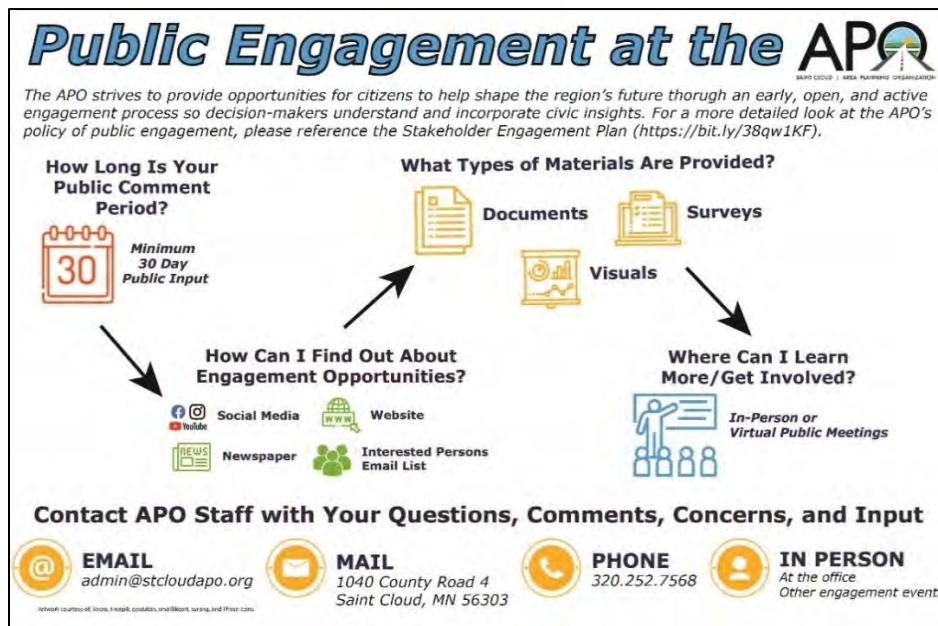 Public Engagement at the APO
SAINT CLOUD | AREA PLANNING ORGANIZATION
The APO strives to provide opportunities for citizens to help shape the region's future thorugh an early, open, and active
engagement process so decision-makers understand and incorporate civic insights. For a more detailed look at the APO's
policy of public engagement, please reference the Stakeholder Engagement Plan (https://bit.ly/38qw1KF).
How Long Is Your
Public Comment
Period?
30
Minimum
30 Day
Public Input
What Types of Materials Are Provided?
Documents
Surveys
Visuals
How Can I Find Out About
Engagement Opportunities?
YouTube
Social Media
WWW
Website
NEWS
Newspaper
Interested Persons
Email List
Where Can I Learn
More/Get Involved?
In-Person or
Virtual Public Meetings
Contact APO Staff with Your Questions, Comments, Concerns, and Input
@
EMAIL
admin@stcloudapo.org
MAIL
1040 County Road 4
Saint Cloud, MN 56303
PHONE
320.252.7568
IN PERSON
At the office
Other engagement event
Artwork courtesy of